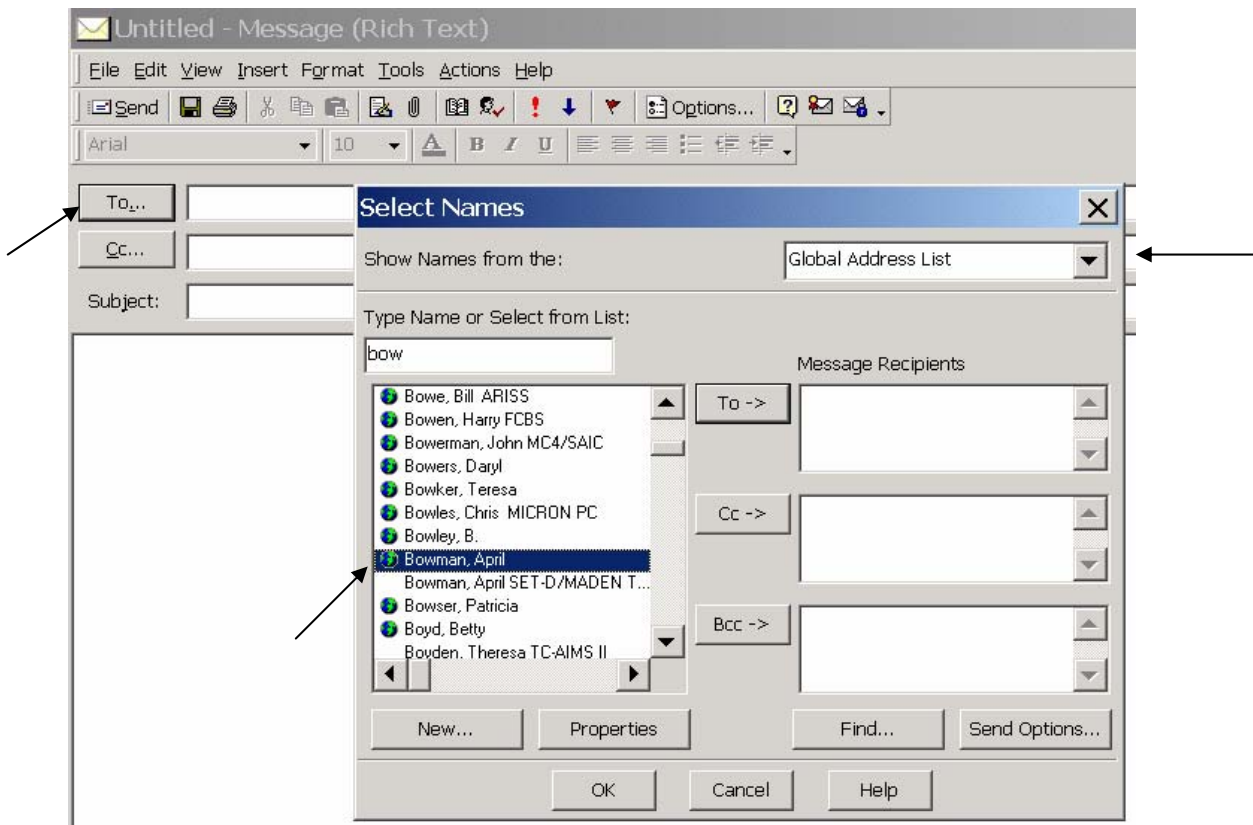 Untitled - Message (Rich Text)
File Edit View Insert Format Tools Actions Help
Send Options...
Arial 10 A B I U
To...
Select Names
Cc...
Show Names from the: Global Address List
Subject:
Type Name or Select from List:
bow
Message Recipients
Bowe, Bill ARISS
To ->
Bowen, Harry FCBS
Bowerman, John MC4/SAIC
Bowers, Daryl
Bowker, Teresa
Bowles, Chris MICRON PC
Cc ->
Bowley, B.
Bowman, April
Bowman, April SET-D/MADEN T...
Bowser, Patricia
Boyd, Betty
Bcc ->
Boyden, Theresa TC-AIMS II
New... Properties Find... Send Options...
OK Cancel Help